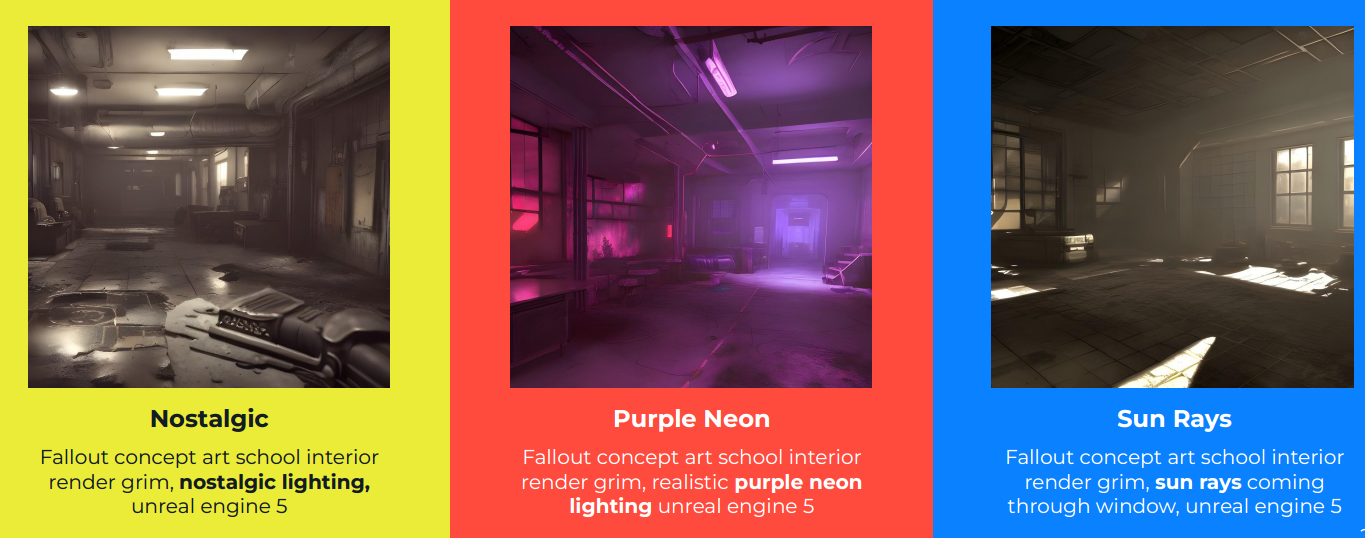 Nostalgic
Fallout concept art school interior
render grim, nostalgic lighting,
unreal engine 5
Purple Neon
Fallout concept art school interior
render grim, realistic purple neon
lighting unreal engine 5
Sun Rays
Fallout concept art school interior
render grim, sun rays coming
through window, unreal engine 5